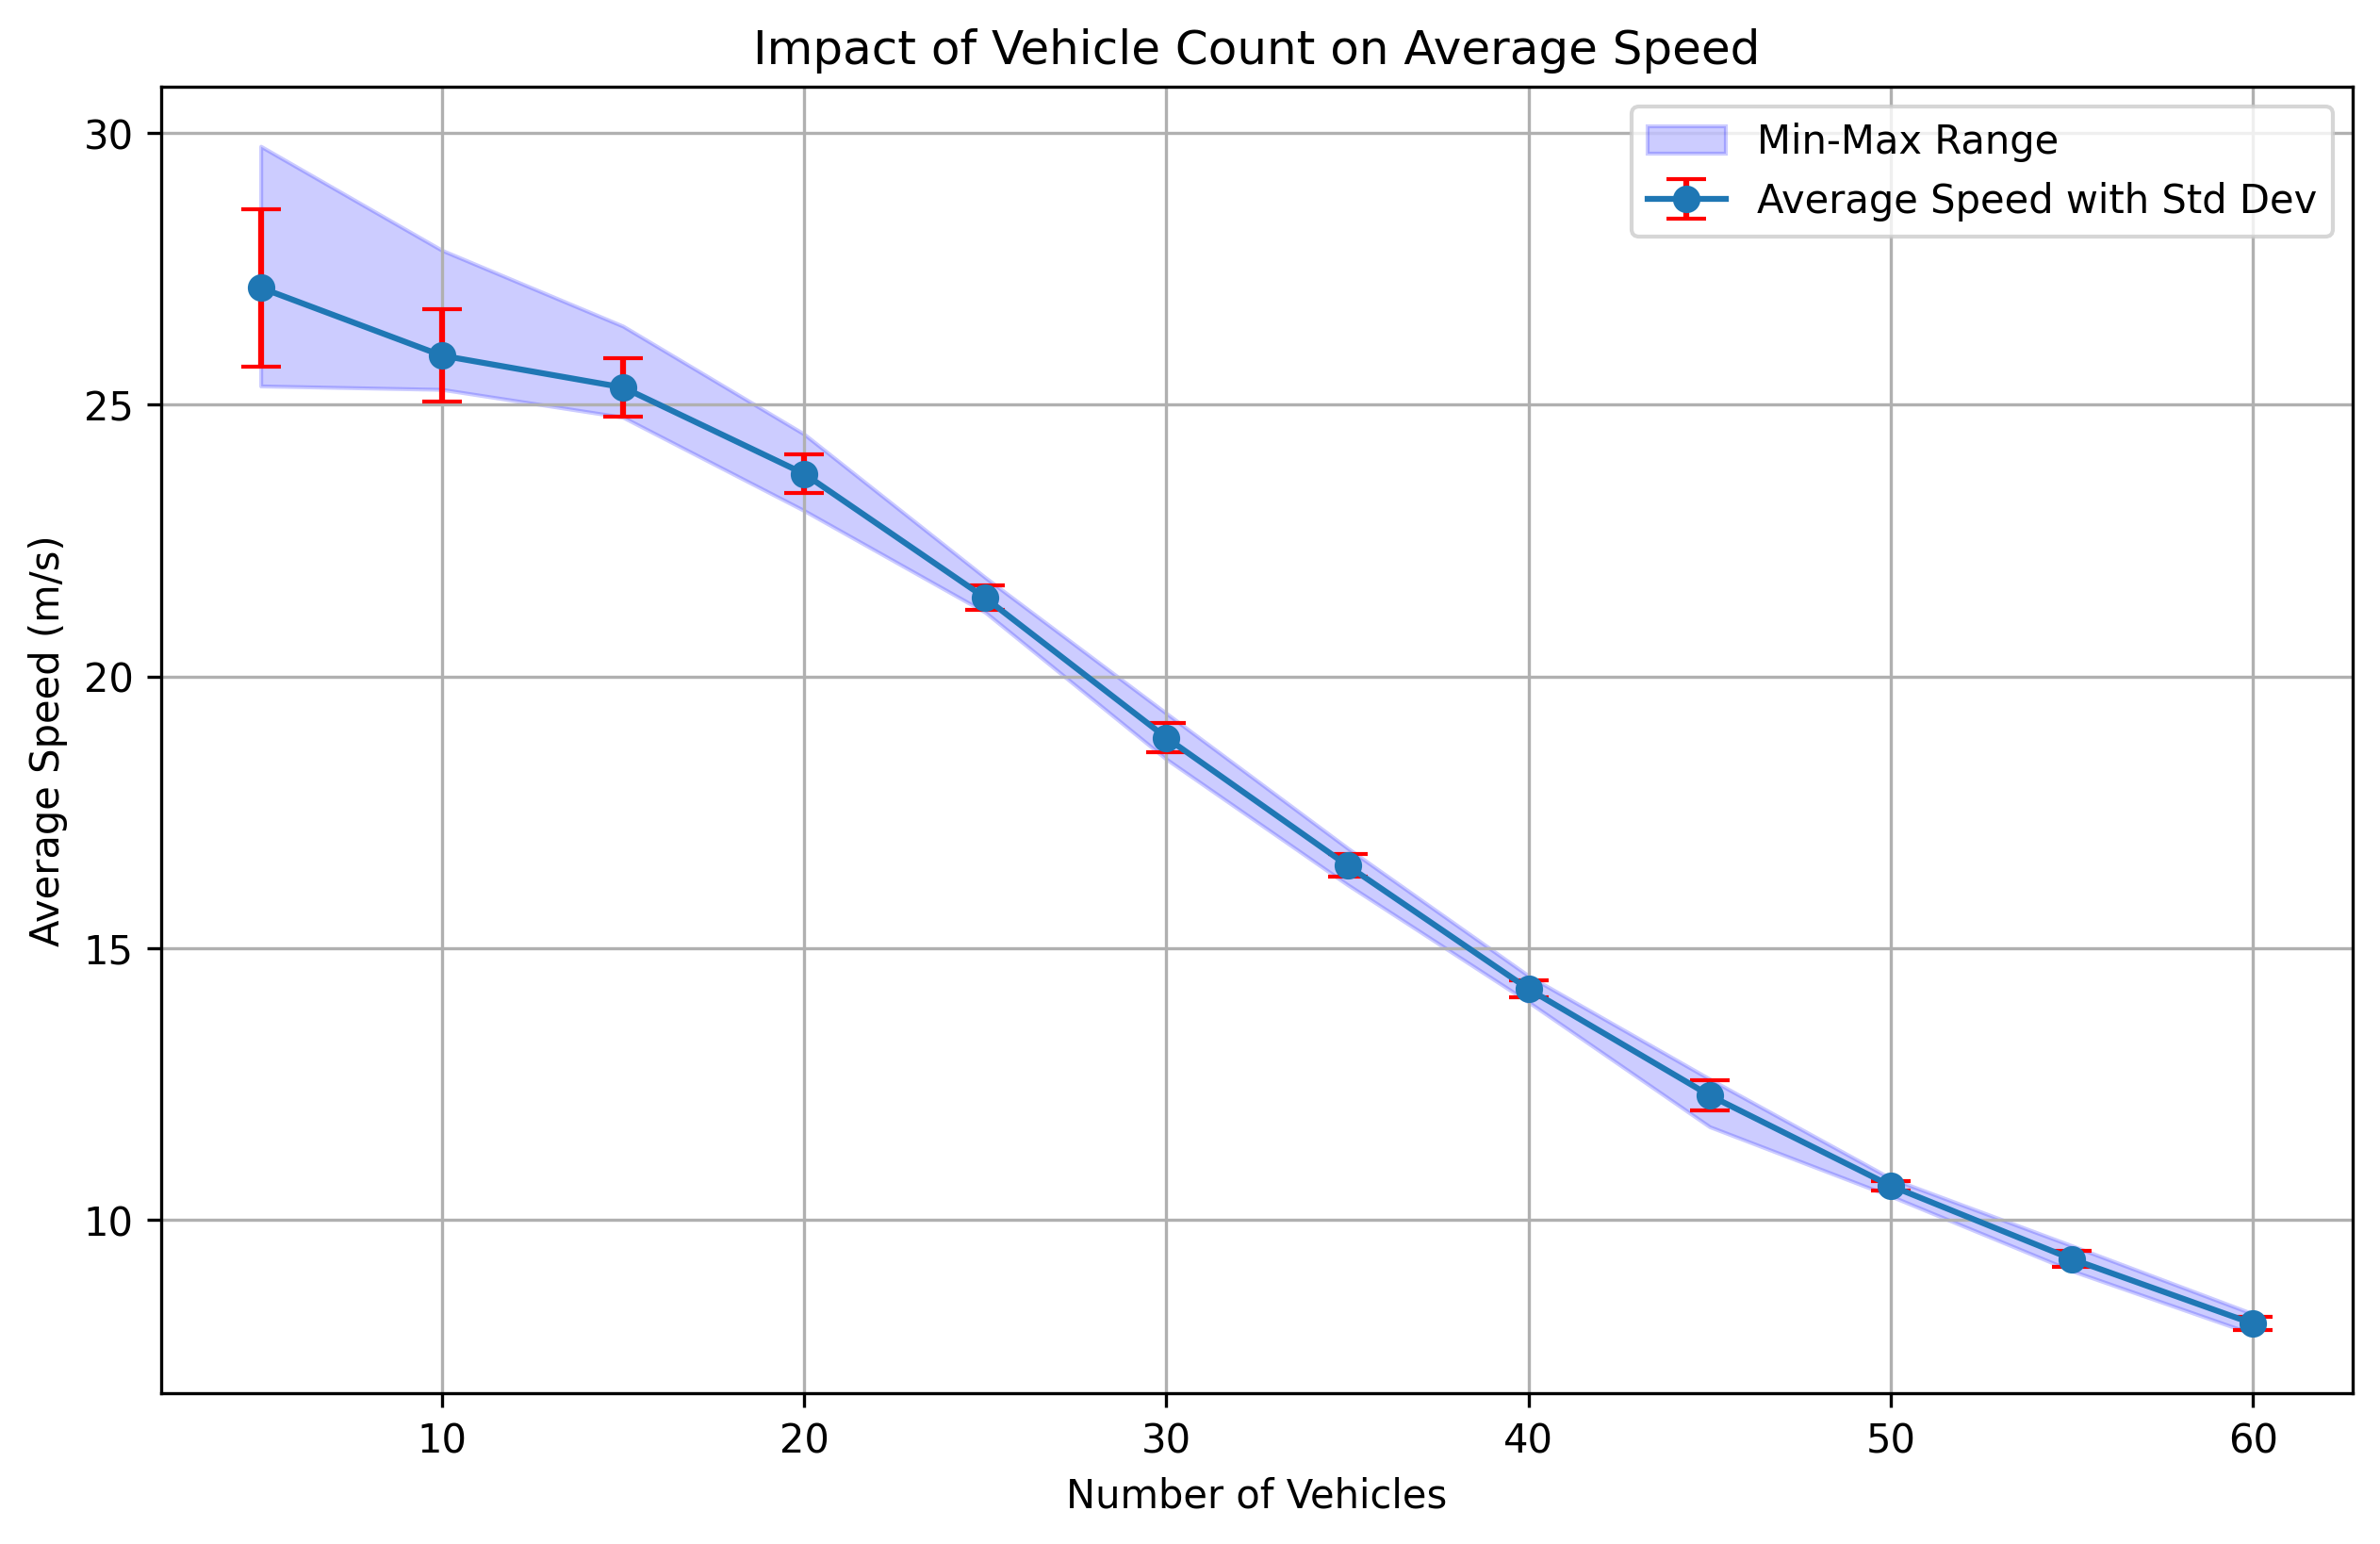 Impact of Vehicle Count on Average Speed
Min-Max Range
Average Speed with Std Dev
30
25
20
15
10
Average Speed (m/s)
10 20 30 40 50 60
Number of Vehicles